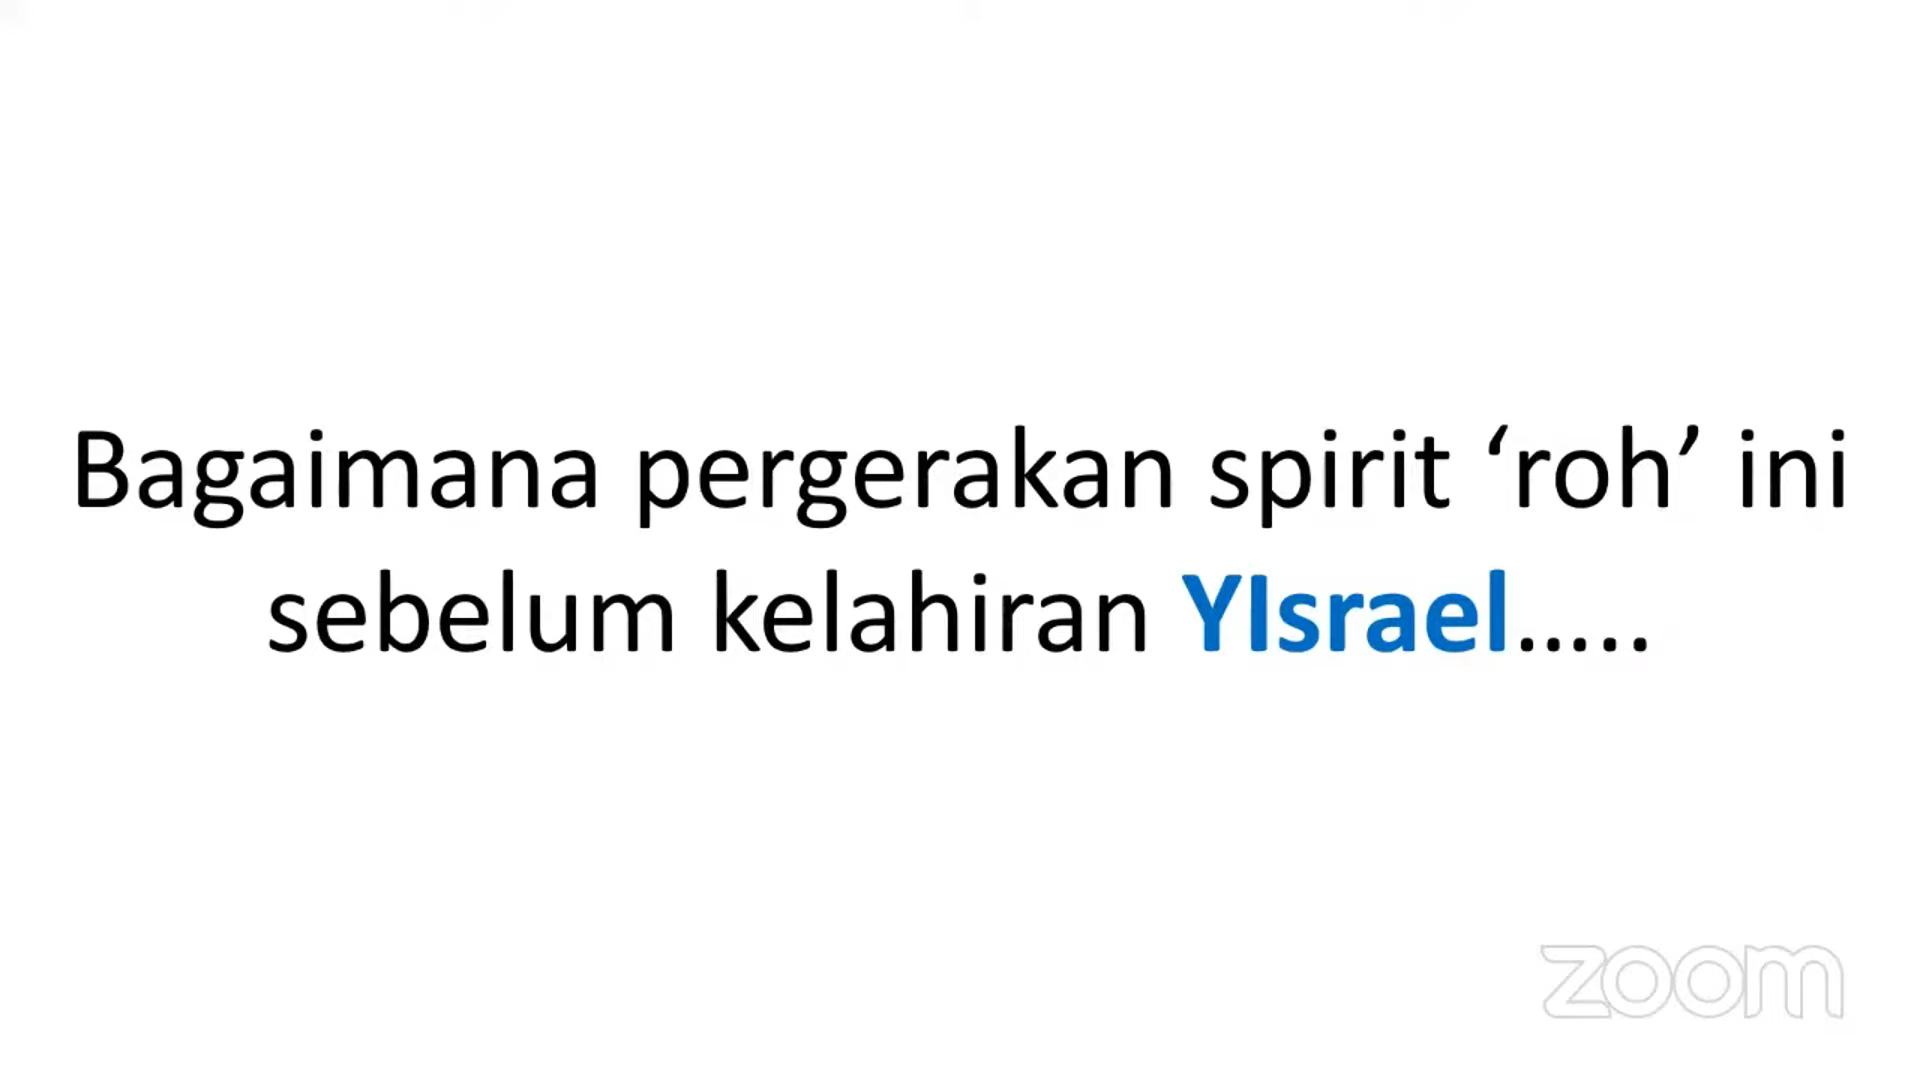 Bagaimana pergerakan spirit ‘roh’ ini
sebelum kelahiran YIsrael.....
zoom